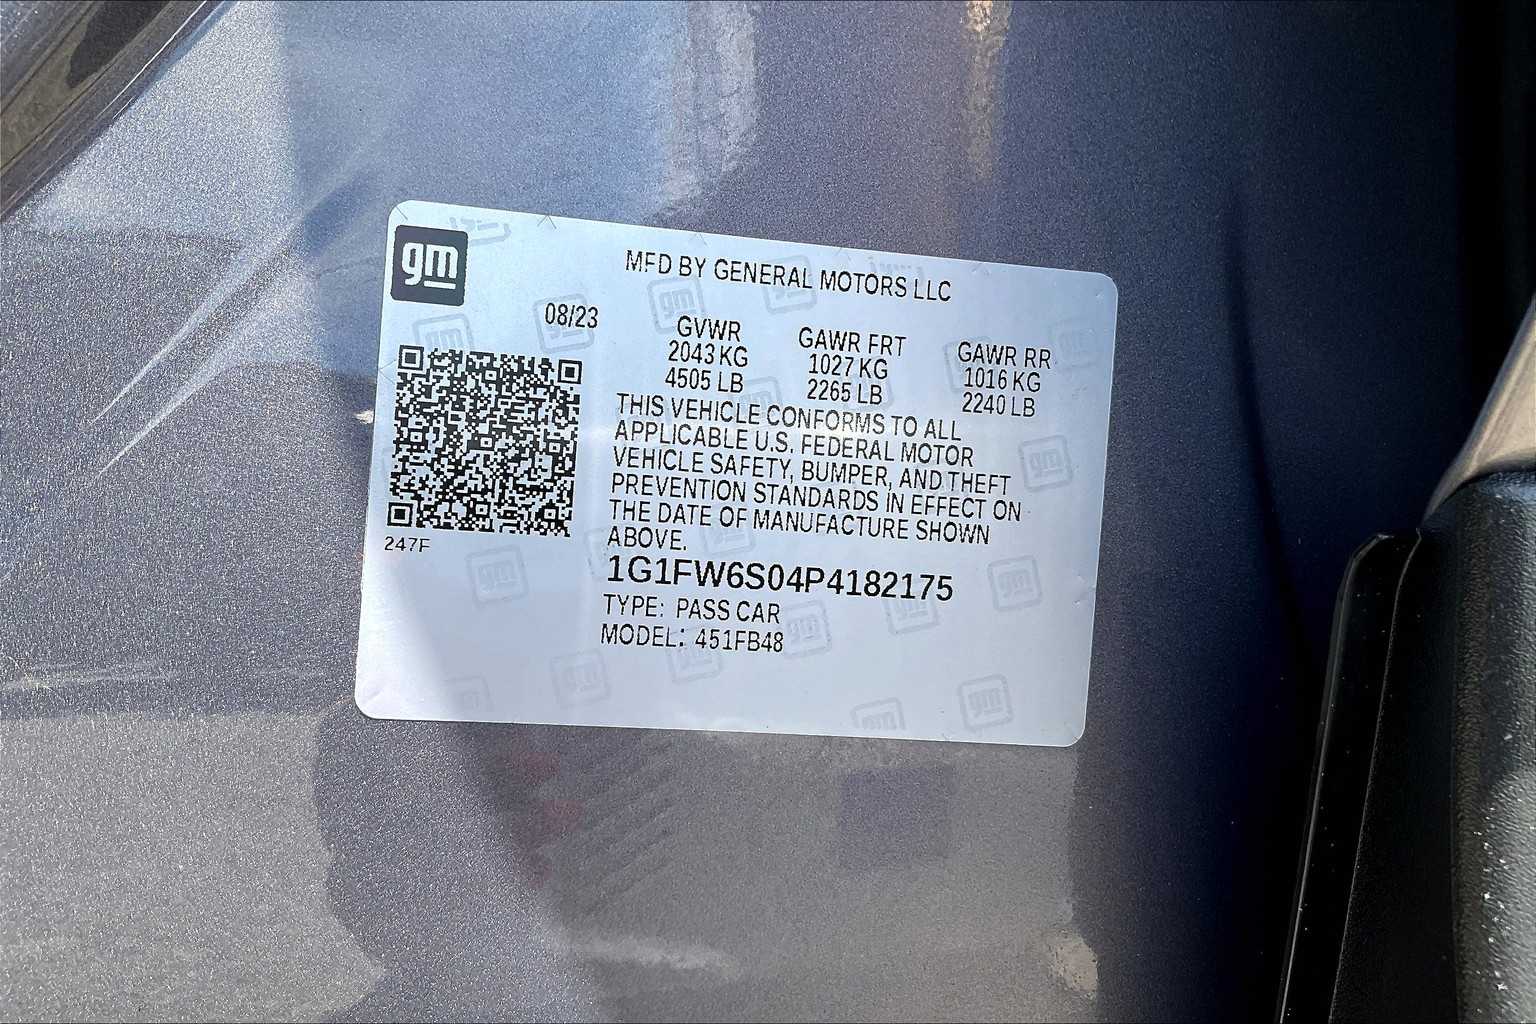 gm
MFD BY GENERAL MOTORS LLC
08/23
GVWR GAWR FRT GAWR RR
2043 KG 1027 KG 1016 KG
4505 LB 2265 LB 2240 LB
THIS VEHICLE CONFORMS TO ALL
APPLICABLE U.S. FEDERAL MOTOR
VEHICLE SAFETY, BUMPER, AND THEFT
PREVENTION STANDARDS IN EFFECT ON
THE DATE OF MANUFACTURE SHOWN
ABOVE.
247F
1G1FW6S04P4182175
TYPE: PASS CAR
MODEL: 451FB48